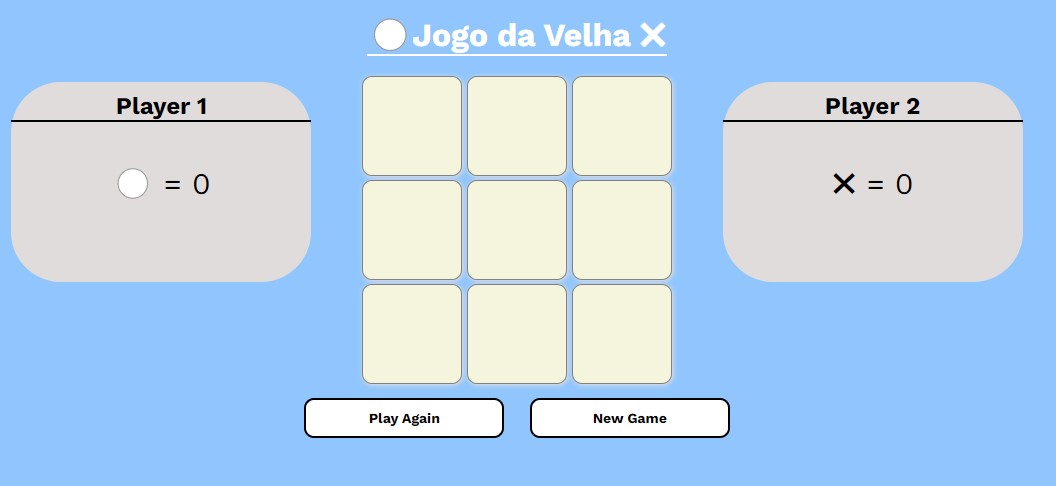 ⚪ Jogo da Velha ✕
Player 1
⚪ = 0
Player 2
✕ = 0
Play Again
New Game